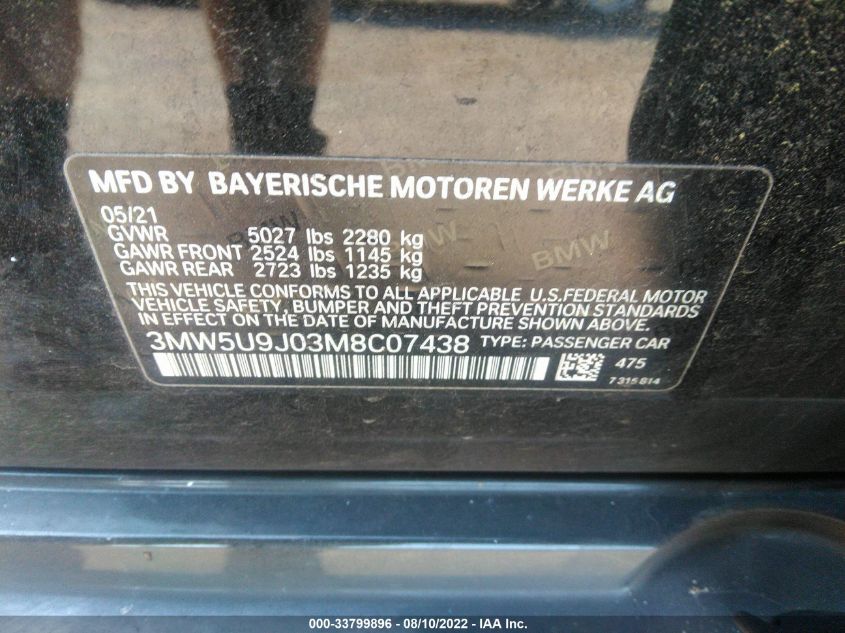 MFD BY BAYERISCHE MOTOREN WERKE AG
05/21
GVWR 5027 lbs 2280 kg
GAWR FRONT 2524 lbs 1145 kg
GAWR REAR 2723 lbs 1235 kg
THIS VEHICLE CONFORMS TO ALL APPLICABLE U.S.FEDERAL MOTOR
VEHICLE SAFETY, BUMPER AND THEFT PREVENTION STANDARDS
IN EFFECT ON THE DATE OF MANUFACTURE SHOWN ABOVE.
3MW5U9J03M8C07438 TYPE: PASSENGER CAR
475
7315814
BMW
BMW
BMW
000-33799896 - 08/10/2022 - IAA Inc.